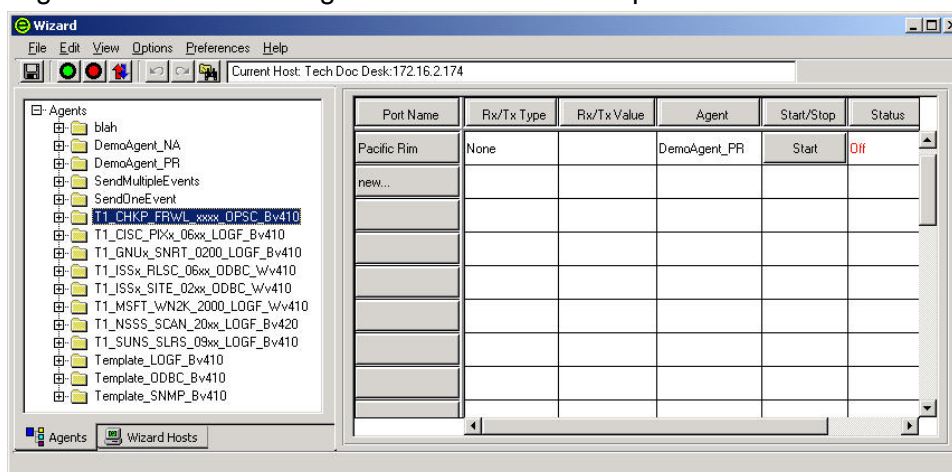 Wizard
File Edit View Options Preferences Help
Current Host: Tech Doc Desk:172.16.2.174
Agents
blah
DemoAgent_NA
DemoAgent_PR
SendMultipleEvents
SendOneEvent
T1_CHKP_FRWL_xxxx_OPSC_Bv410
T1_CISC_PIXx_06xx_LOGF_Bv410
T1_GNUx_SNRT_0200_LOGF_Bv410
T1_ISSx_RLSC_06xx_ODBC_Wv410
T1_ISSx_SITE_02xx_ODBC_Wv410
T1_MSFT_WN2K_2000_LOGF_Wv410
T1_NSSS_SCAN_20xx_LOGF_Bv420
T1_SUNS_SLRS_09xx_LOGF_Bv410
Template_LOGF_Bv410
Template_ODBC_Bv410
Template_SNMP_Bv410
Agents Wizard Hosts
Port Name Rx/Tx Type Rx/Tx Value Agent Start/Stop Status
Pacific Rim None DemoAgent_PR Start Off
new...